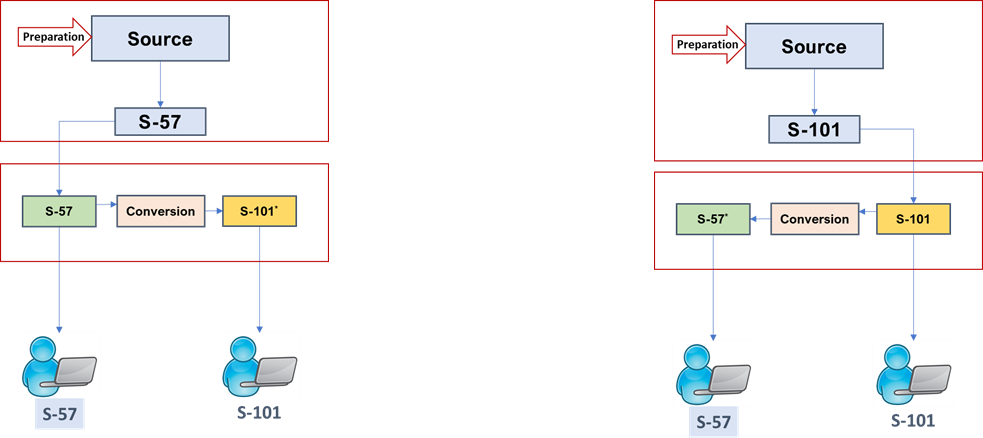 Preparation
Source
S-57
S-57
Conversion
S-101*
S-57
S-101
Preparation
Source
S-101
S-57*
Conversion
S-101
S-57
S-101